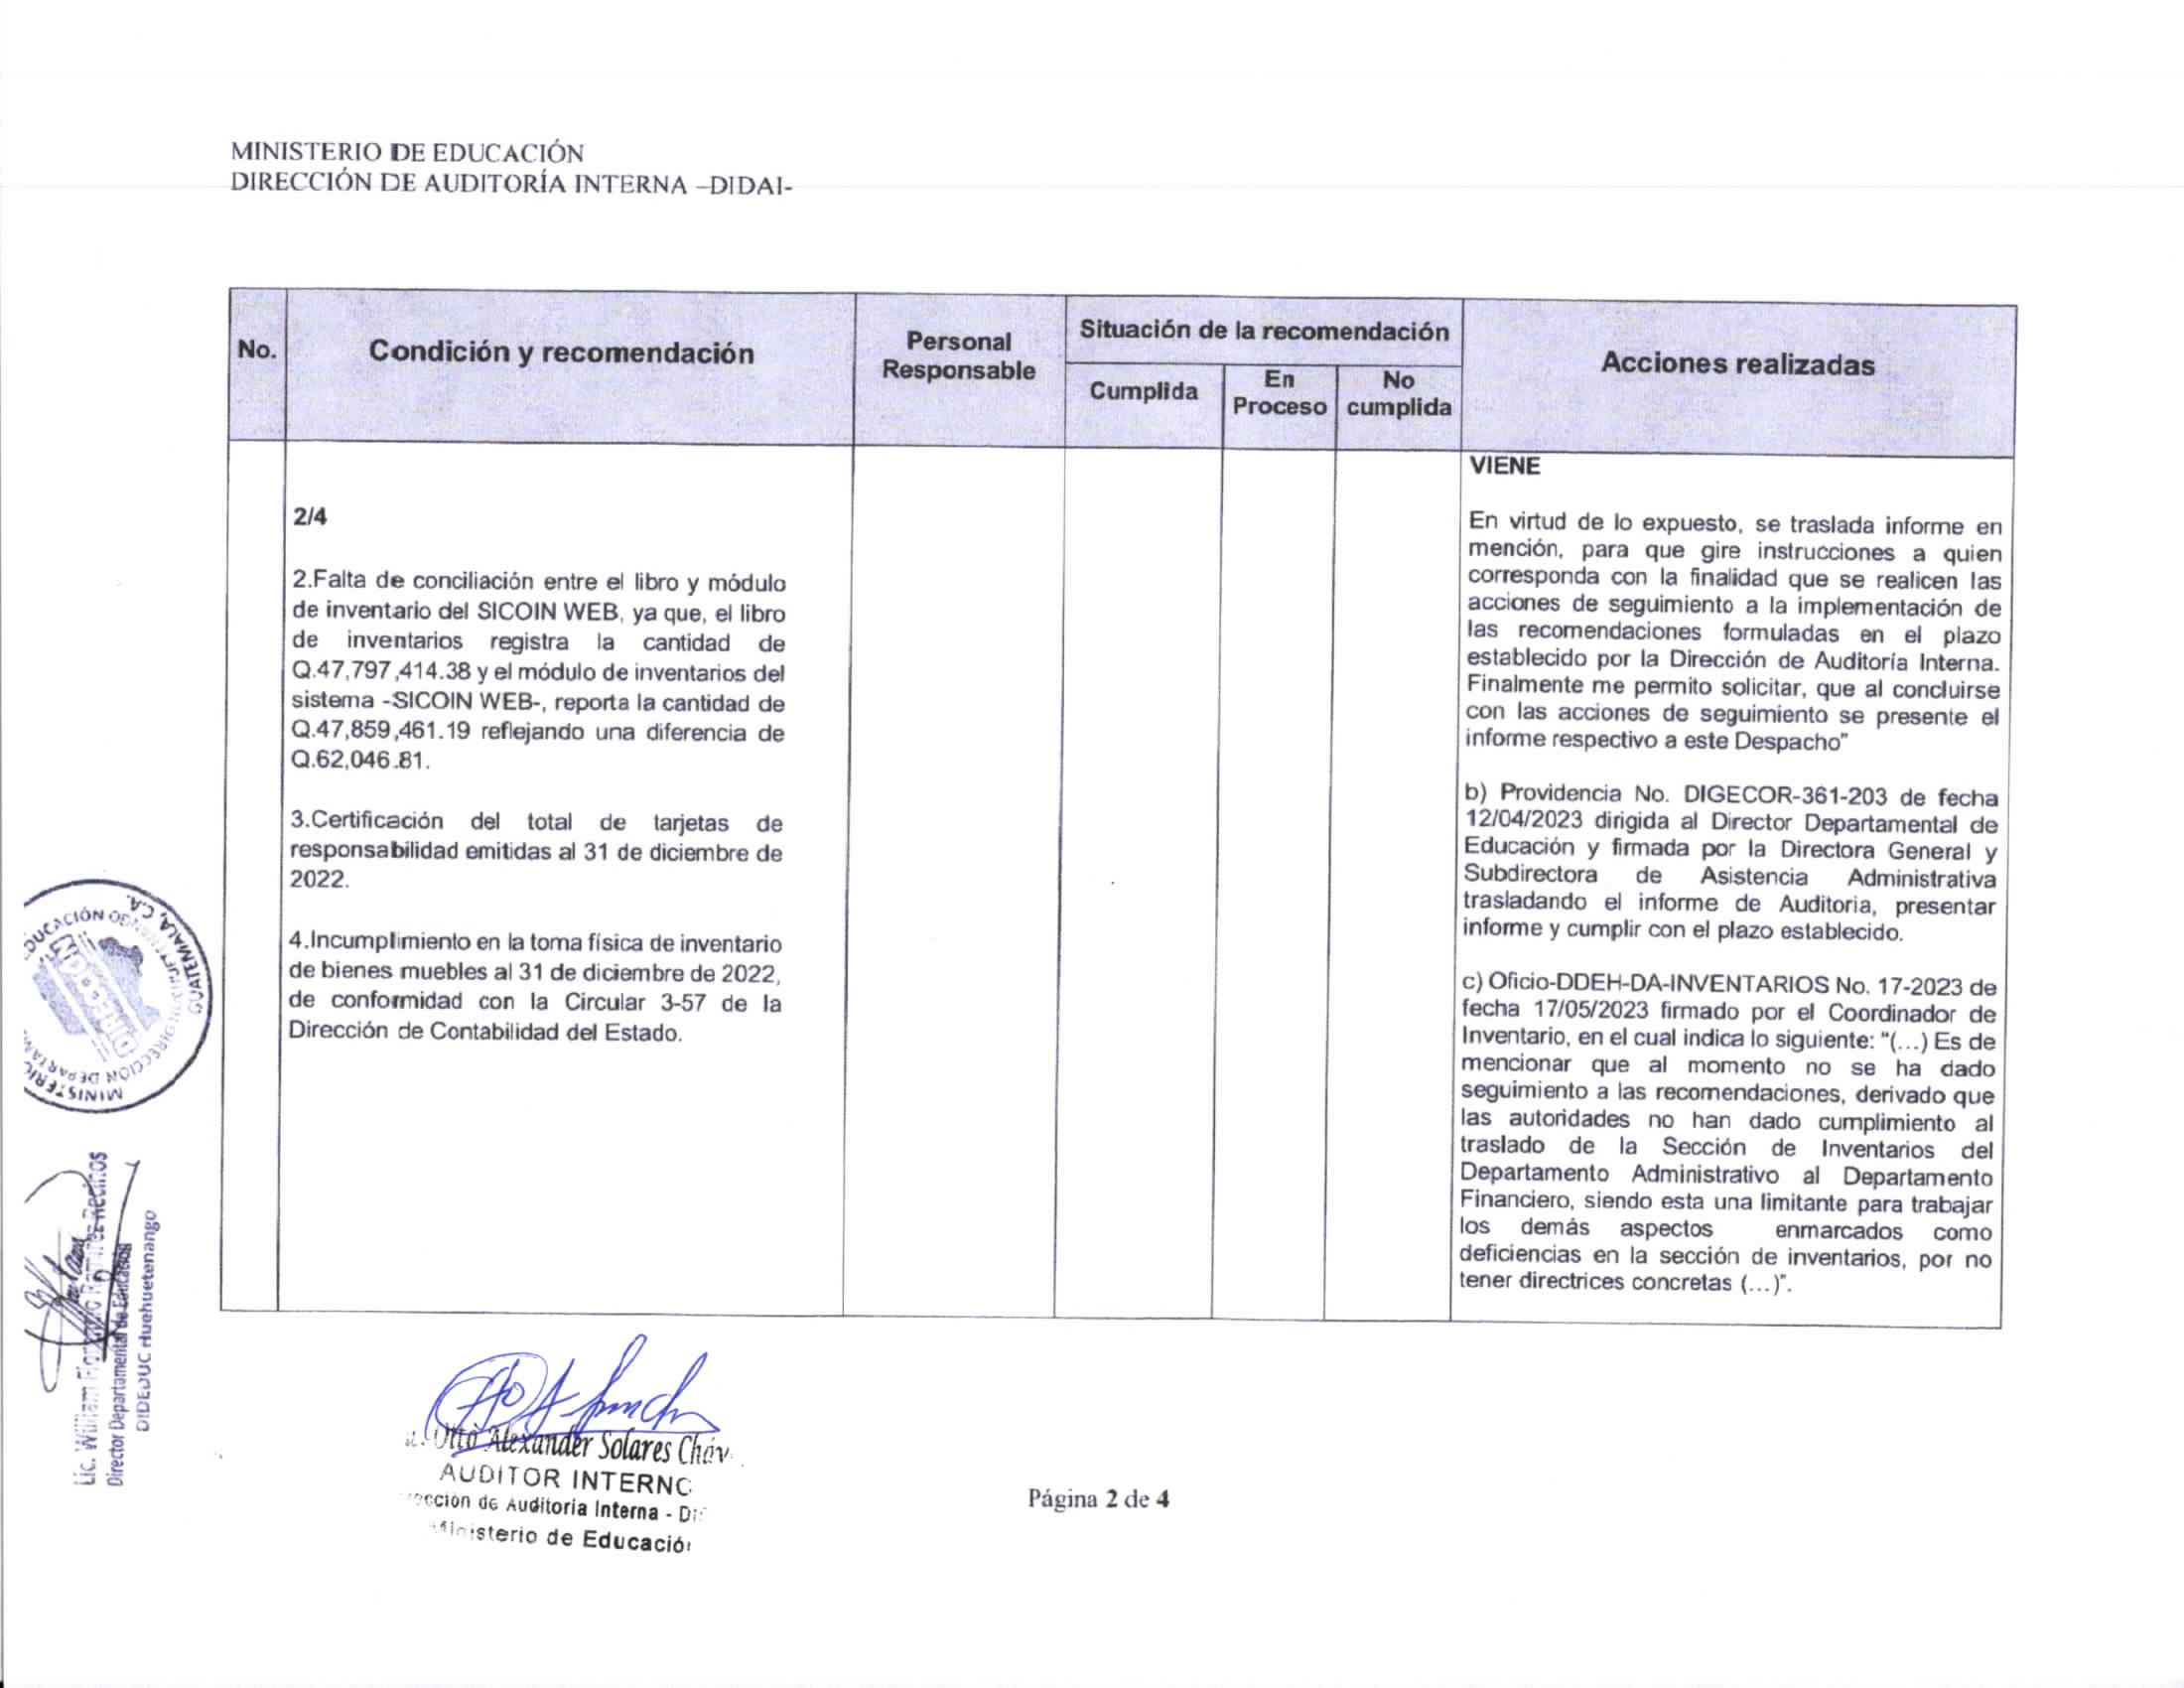 MINISTERIO DE EDUCACIÓN
DIRECCIÓN DE AUDITORÍA INTERNA –DIDAI-
No.
Condición y recomendación
Personal
Responsable
Situación de la recomendación
Cumplida
En
Proceso
No
cumplida
Acciones realizadas
2/4
2.Falta de conciliación entre el libro y módulo
de inventario del SICOIN WEB, ya que, el libro
de inventarios registra la cantidad de
Q.47,797,414.38 y el módulo de inventarios del
sistema -SICOIN WEB-, reporta la cantidad de
Q.47,859,461.19 reflejando una diferencia de
Q.62,046.81.
3.Certificación del total de tarjetas de
responsabilidad emitidas al 31 de diciembre de
2022.
4.Incumplimiento en la toma física de inventario
de bienes muebles al 31 de diciembre de 2022,
de conformidad con la Circular 3-57 de la
Dirección de Contabilidad del Estado.
VIENE
En virtud de lo expuesto, se traslada informe en
mención, para que gire instrucciones a quien
corresponda con la finalidad que se realicen las
acciones de seguimiento a la implementación de
las recomendaciones formuladas en el plazo
establecido por la Dirección de Auditoría Interna.
Finalmente me permito solicitar, que al concluirse
con las acciones de seguimiento se presente el
informe respectivo a este Despacho"
b) Providencia No. DIGECOR-361-203 de fecha
12/04/2023 dirigida al Director Departamental de
Educación y firmada por la Directora General y
Subdirectora de Asistencia Administrativa
trasladando el informe de Auditoria, presentar
informe y cumplir con el plazo establecido.
c) Oficio-DDEH-DA-INVENTARIOS No. 17-2023 de
fecha 17/05/2023 firmado por el Coordinador de
Inventario, en el cual indica lo siguiente: "(...) Es de
mencionar que al momento no se ha dado
seguimiento a las recomendaciones, derivado que
las autoridades no han dado cumplimiento al
traslado de la Sección de Inventarios del
Departamento Administrativo al Departamento
Financiero, siendo esta una limitante para trabajar
los demás aspectos enmarcados como
deficiencias en la sección de inventarios, por no
tener directrices concretas (...)".
GUATEMALA, C.A.
Lic. William Ramírez Recinos
Director Departamental de Educación
DIDEDUC Huehuetenango
Otto Alexander Solares Cháv
AUDITOR INTERNO
ección de Auditoria Interna - Di
Ministerio de Educación
Página 2 de 4